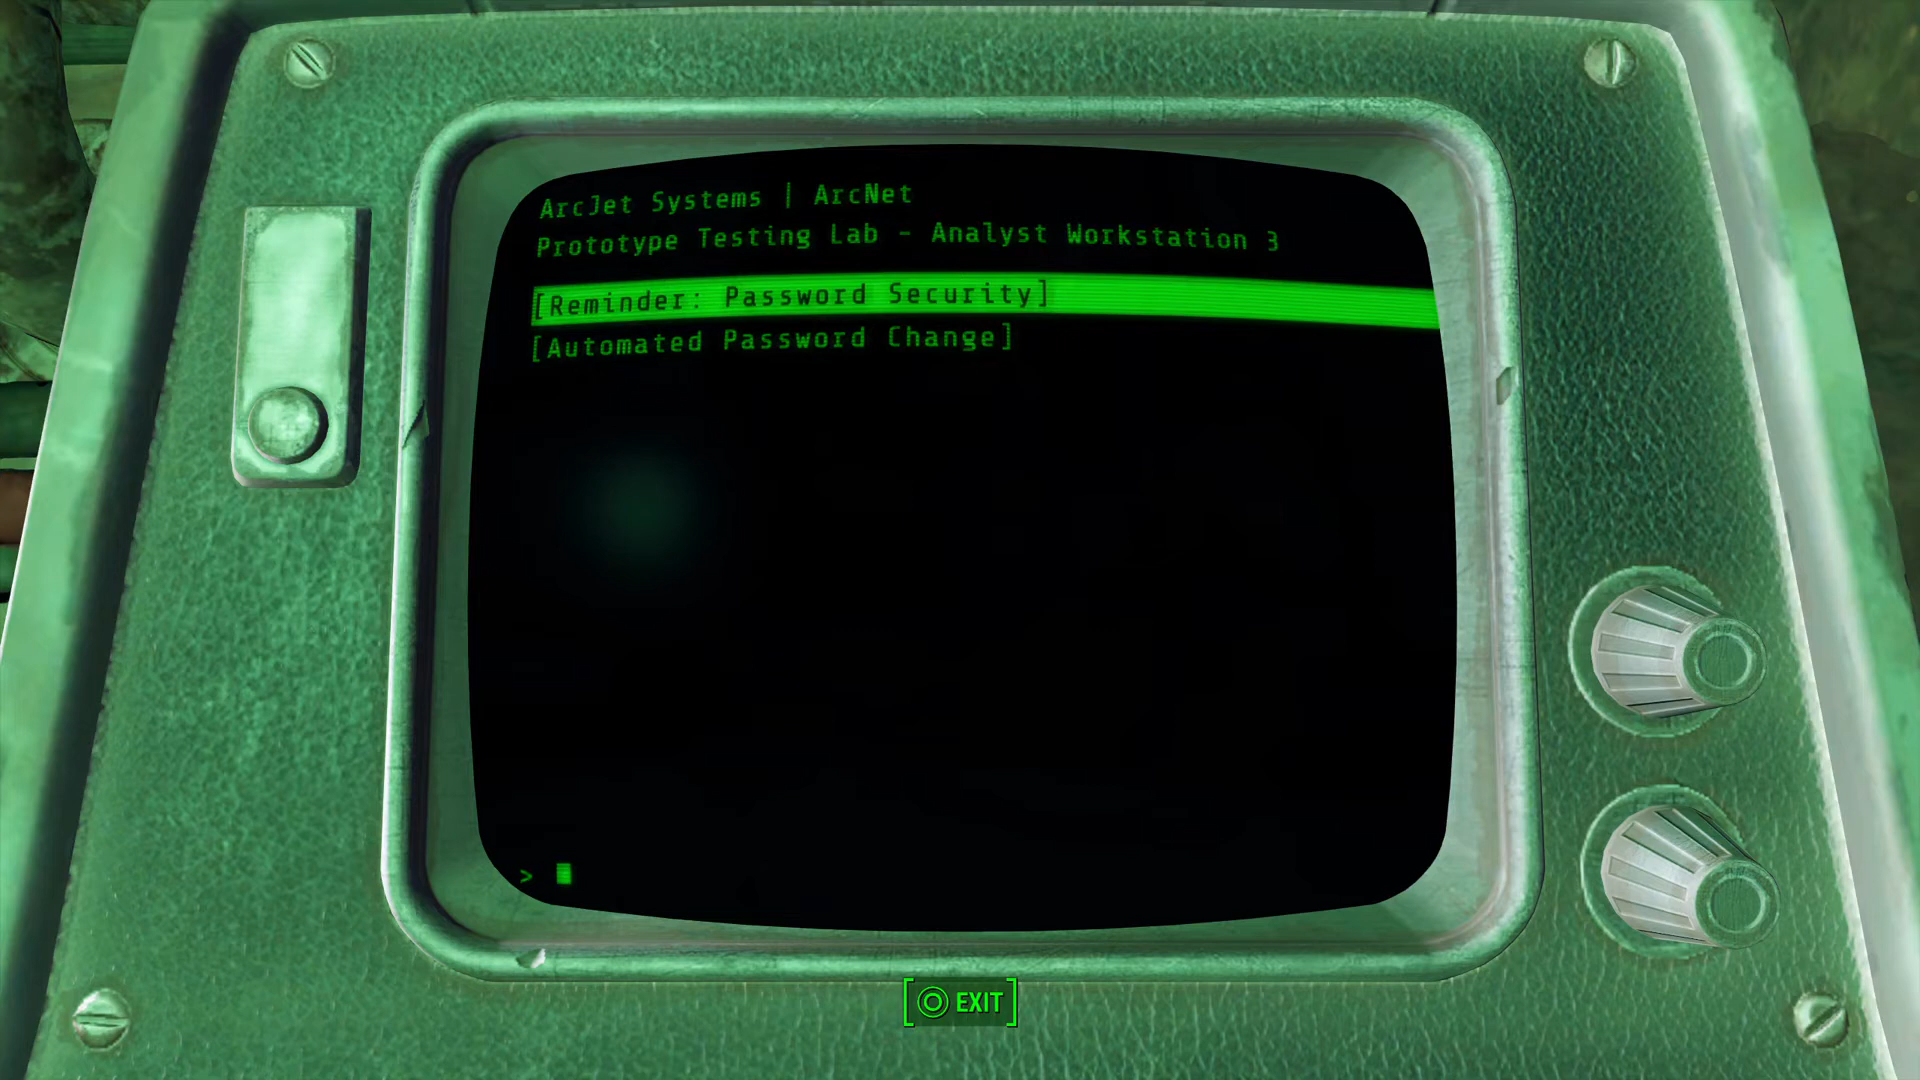 ArcJet Systems | ArcNet
Prototype Testing Lab - Analyst Workstation 3
[Reminder: Password Security]
[Automated Password Change]
>
EXIT